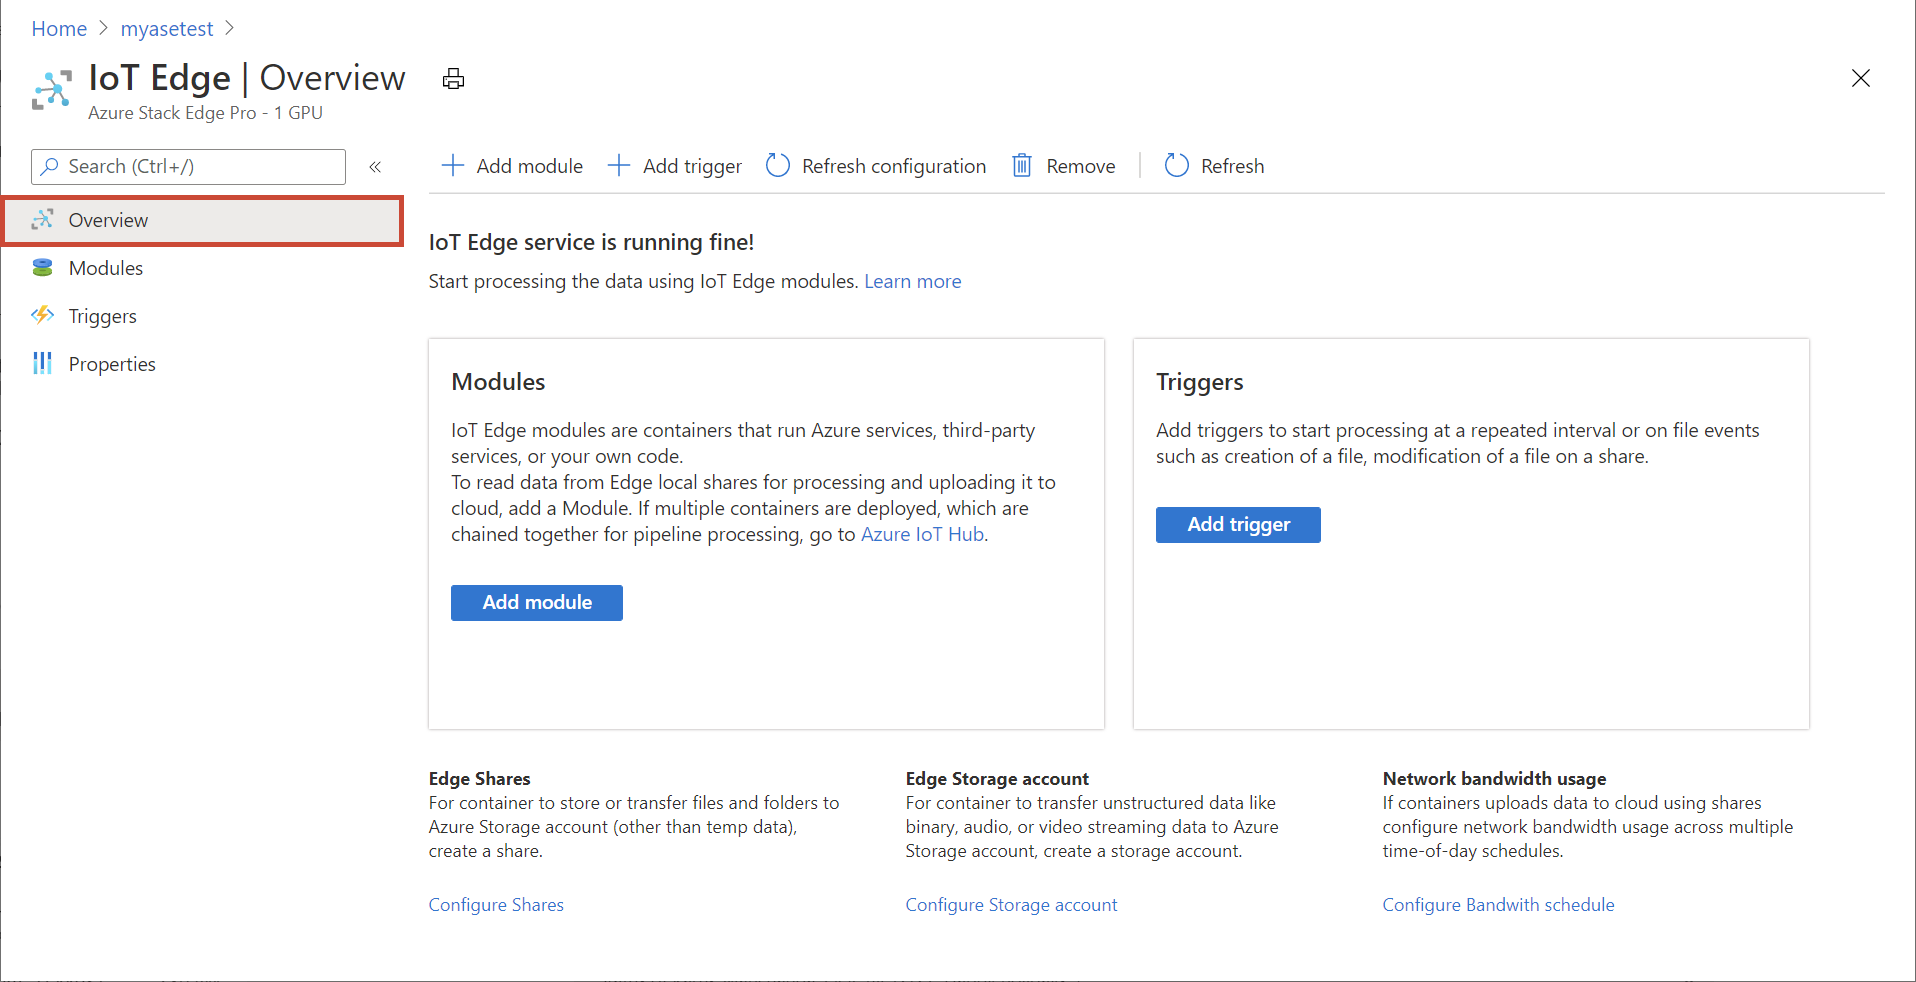 Home > myasetest >
IoT Edge | Overview
Azure Stack Edge Pro - 1 GPU
Search (Ctrl+/)
«
Add module
Add trigger
Refresh configuration
Remove
Refresh
Overview
Modules
Triggers
Properties
IoT Edge service is running fine!
Start processing the data using IoT Edge modules. Learn more
Modules
IoT Edge modules are containers that run Azure services, third-party
services, or your own code.
To read data from Edge local shares for processing and uploading it to
cloud, add a Module. If multiple containers are deployed, which are
chained together for pipeline processing, go to Azure IoT Hub.
Add module
Triggers
Add triggers to start processing at a repeated interval or on file events
such as creation of a file, modification of a file on a share.
Add trigger
Edge Shares
For container to store or transfer files and folders to
Azure Storage account (other than temp data),
create a share.
Configure Shares
Edge Storage account
For container to transfer unstructured data like
binary, audio, or video streaming data to Azure
Storage account, create a storage account.
Configure Storage account
Network bandwidth usage
If containers uploads data to cloud using shares
configure network bandwidth usage across multiple
time-of-day schedules.
Configure Bandwith schedule